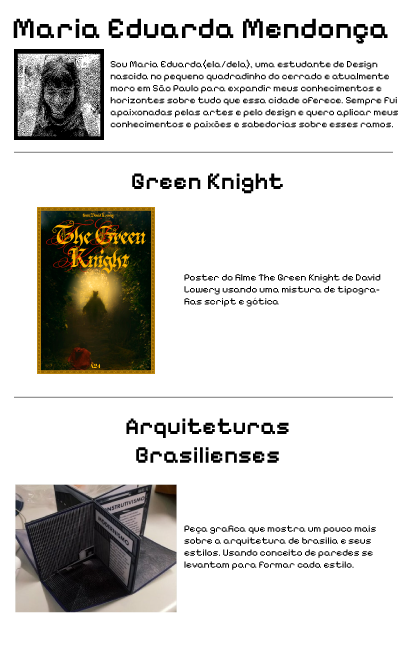 Maria Eduarda Mendonça
Sou Maria Eduarda(ela/dela), uma estudante de Design
nascida no pequeno quadradinho do cerrado e atualmente
moro em São Paulo para expandir meus conhecimentos e
horizontes sobre tudo que essa cidade oferece. Sempre fui
apaixonadas pelas artes e pelo design e quero aplicar meus
conhecimentos e paixões e sabedorias sobre esses ramos.
Green Knight
The Green
Knight
A24
Poster do filme The Green Knight de David
Lowery usando uma mistura de tipogra-
fias script e gótica
Arquiteturas
Brasilienses
CONSTRUTIVISMO
MODERNISMO
Peça grafica que mostra um pouco mais
sobre a arquitetura de brasilia e seus
estilos. Usando conceito de paredes se
levantam para formar cada estilo.